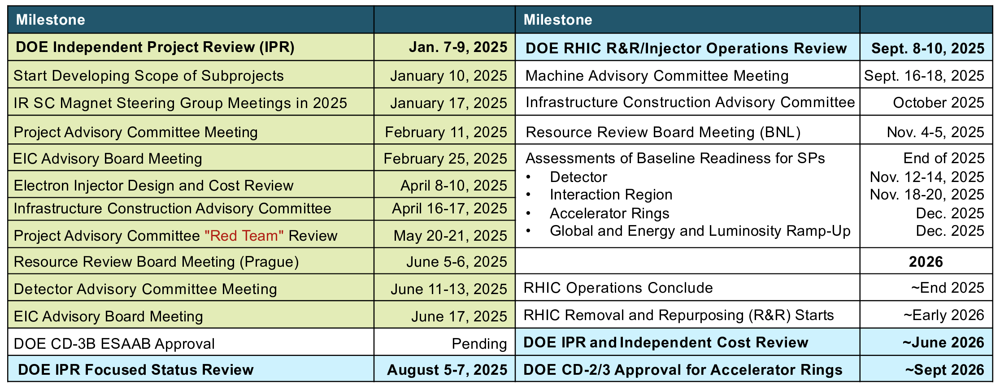 Milestone
DOE Independent Project Review (IPR) Jan. 7-9, 2025
Start Developing Scope of Subprojects January 10, 2025
IR SC Magnet Steering Group Meetings in 2025 January 17, 2025
Project Advisory Committee Meeting February 11, 2025
EIC Advisory Board Meeting February 25, 2025
Electron Injector Design and Cost Review April 8-10, 2025
Infrastructure Construction Advisory Committee April 16-17, 2025
Project Advisory Committee "Red Team" Review May 20-21, 2025
Resource Review Board Meeting (Prague) June 5-6, 2025
Detector Advisory Committee Meeting June 11-13, 2025
EIC Advisory Board Meeting June 17, 2025
DOE CD-3B ESAAB Approval Pending
DOE IPR Focused Status Review August 5-7, 2025
Milestone
DOE RHIC R&R/Injector Operations Review Sept. 8-10, 2025
Machine Advisory Committee Meeting Sept. 16-18, 2025
Infrastructure Construction Advisory Committee October 2025
Resource Review Board Meeting (BNL) Nov. 4-5, 2025
Assessments of Baseline Readiness for SPs End of 2025
• Detector Nov. 12-14, 2025
• Interaction Region Nov. 18-20, 2025
• Accelerator Rings Dec. 2025
• Global and Energy and Luminosity Ramp-Up Dec. 2025
2026
RHIC Operations Conclude ~End 2025
RHIC Removal and Repurposing (R&R) Starts ~Early 2026
DOE IPR and Independent Cost Review ~June 2026
DOE CD-2/3 Approval for Accelerator Rings ~Sept 2026